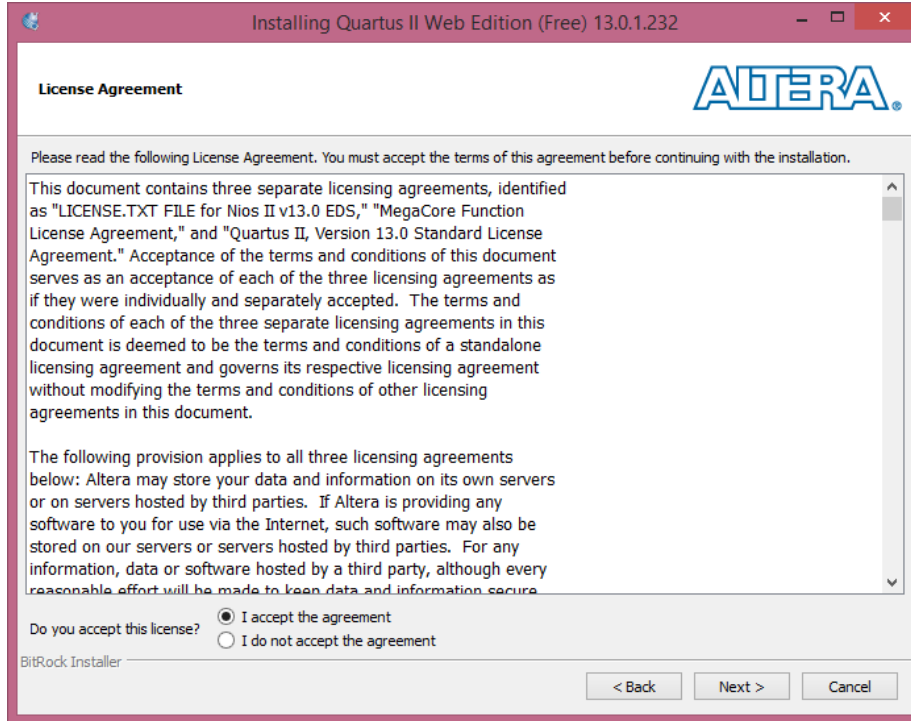 Installing Quartus II Web Edition (Free) 13.0.1.232
License Agreement
ALTERA®
Please read the following License Agreement. You must accept the terms of this agreement before continuing with the installation.
This document contains three separate licensing agreements, identified
as "LICENSE.TXT FILE for Nios II v13.0 EDS," "MegaCore Function
License Agreement," and "Quartus II, Version 13.0 Standard License
Agreement." Acceptance of the terms and conditions of this document
serves as an acceptance of each of the three licensing agreements as
if they were individually and separately accepted.  The terms and
conditions of each of the three separate licensing agreements in this
document is deemed to be the terms and conditions of a standalone
licensing agreement and governs its respective licensing agreement
without modifying the terms and conditions of other licensing
agreements in this document.
The following provision applies to all three licensing agreements
below: Altera may store your data and information on its own servers
or on servers hosted by third parties.  If Altera is providing any
software to you for use via the Internet, such software may also be
stored on our servers or servers hosted by third parties.  For any
information, data or software hosted by a third party, although every
reasonable effort will be made to keep data and information secure
Do you accept this license?
I accept the agreement
I do not accept the agreement
BitRock Installer
< Back
Next >
Cancel